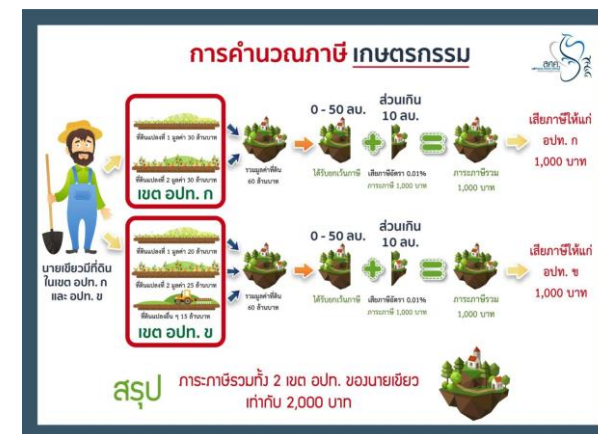 การคำนวณภาษี เกษตรกรรม
สศค.
ที่ดินแปลงที่ 1 มูลค่า 30 ล้านบาท
ที่ดินแปลงที่ 2 มูลค่า 30 ล้านบาท
เขต อปท. ก
รวมมูลค่าที่ดิน
60 ล้านบาท
0 - 50 ลบ.
ได้รับยกเว้นภาษี
ส่วนเกิน
10 ลบ.
เสียภาษีอัตรา 0.01%
ภาระภาษี 1,000 บาท
ภาระภาษีรวม
1,000 บาท
เสียภาษีให้แก่
อปท. ก
1,000 บาท
นายเขียวมีที่ดิน
ในเขต อปท. ก
และ อปท. ข
ที่ดินแปลงที่ 1 มูลค่า 20 ล้านบาท
ที่ดินแปลงที่ 2 มูลค่า 25 ล้านบาท
ที่ดินแปลงอื่น ๆ 15 ล้านบาท
เขต อปท. ข
รวมมูลค่าที่ดิน
60 ล้านบาท
0 - 50 ลบ.
ได้รับยกเว้นภาษี
ส่วนเกิน
10 ลบ.
เสียภาษีอัตรา 0.01%
ภาระภาษี 1,000 บาท
ภาระภาษีรวม
1,000 บาท
เสียภาษีให้แก่
อปท. ข
1,000 บาท
สรุป
ภาระภาษีรวมทั้ง 2 เขต อปท. ของนายเขียว
เท่ากับ 2,000 บาท